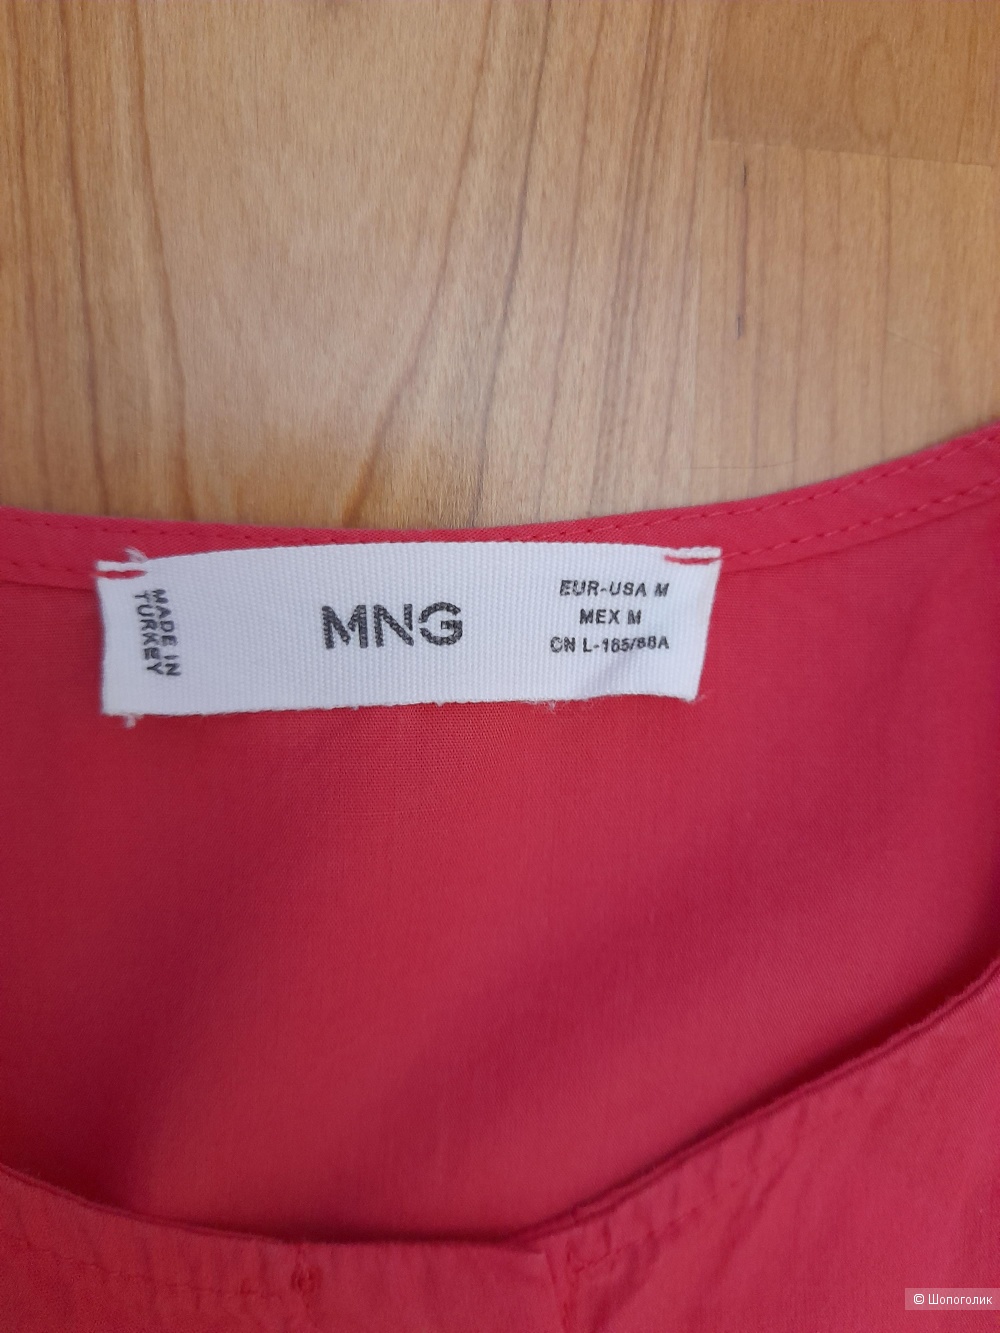 MADE IN
TURKEY
MNG
EUR-USA M
MEX M
CN L-165/88A
© Шопоголик